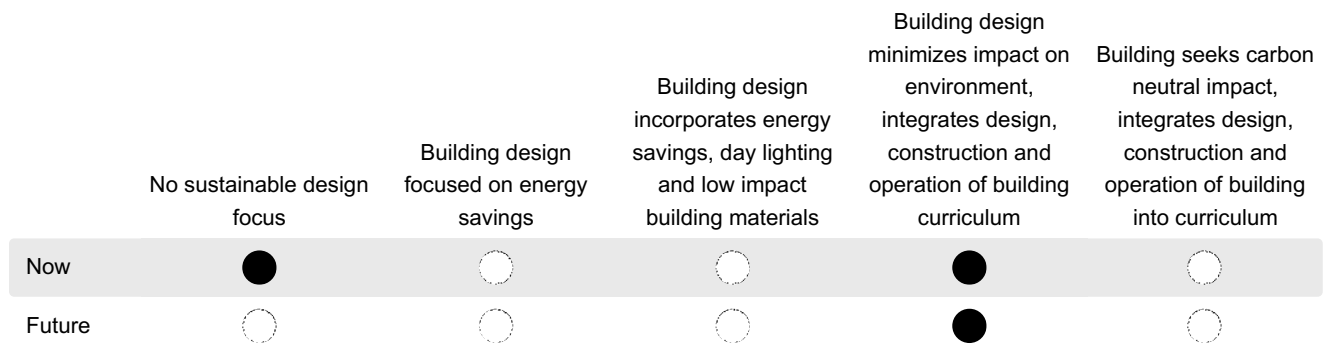 No sustainable design
focus
Building design
focused on energy
savings
Building design
incorporates energy
savings, day lighting
and low impact
building materials
Building design
minimizes impact on
environment,
integrates design,
construction and
operation of building
curriculum
Building seeks carbon
neutral impact,
integrates design,
construction and
operation of building
into curriculum
Now
Future